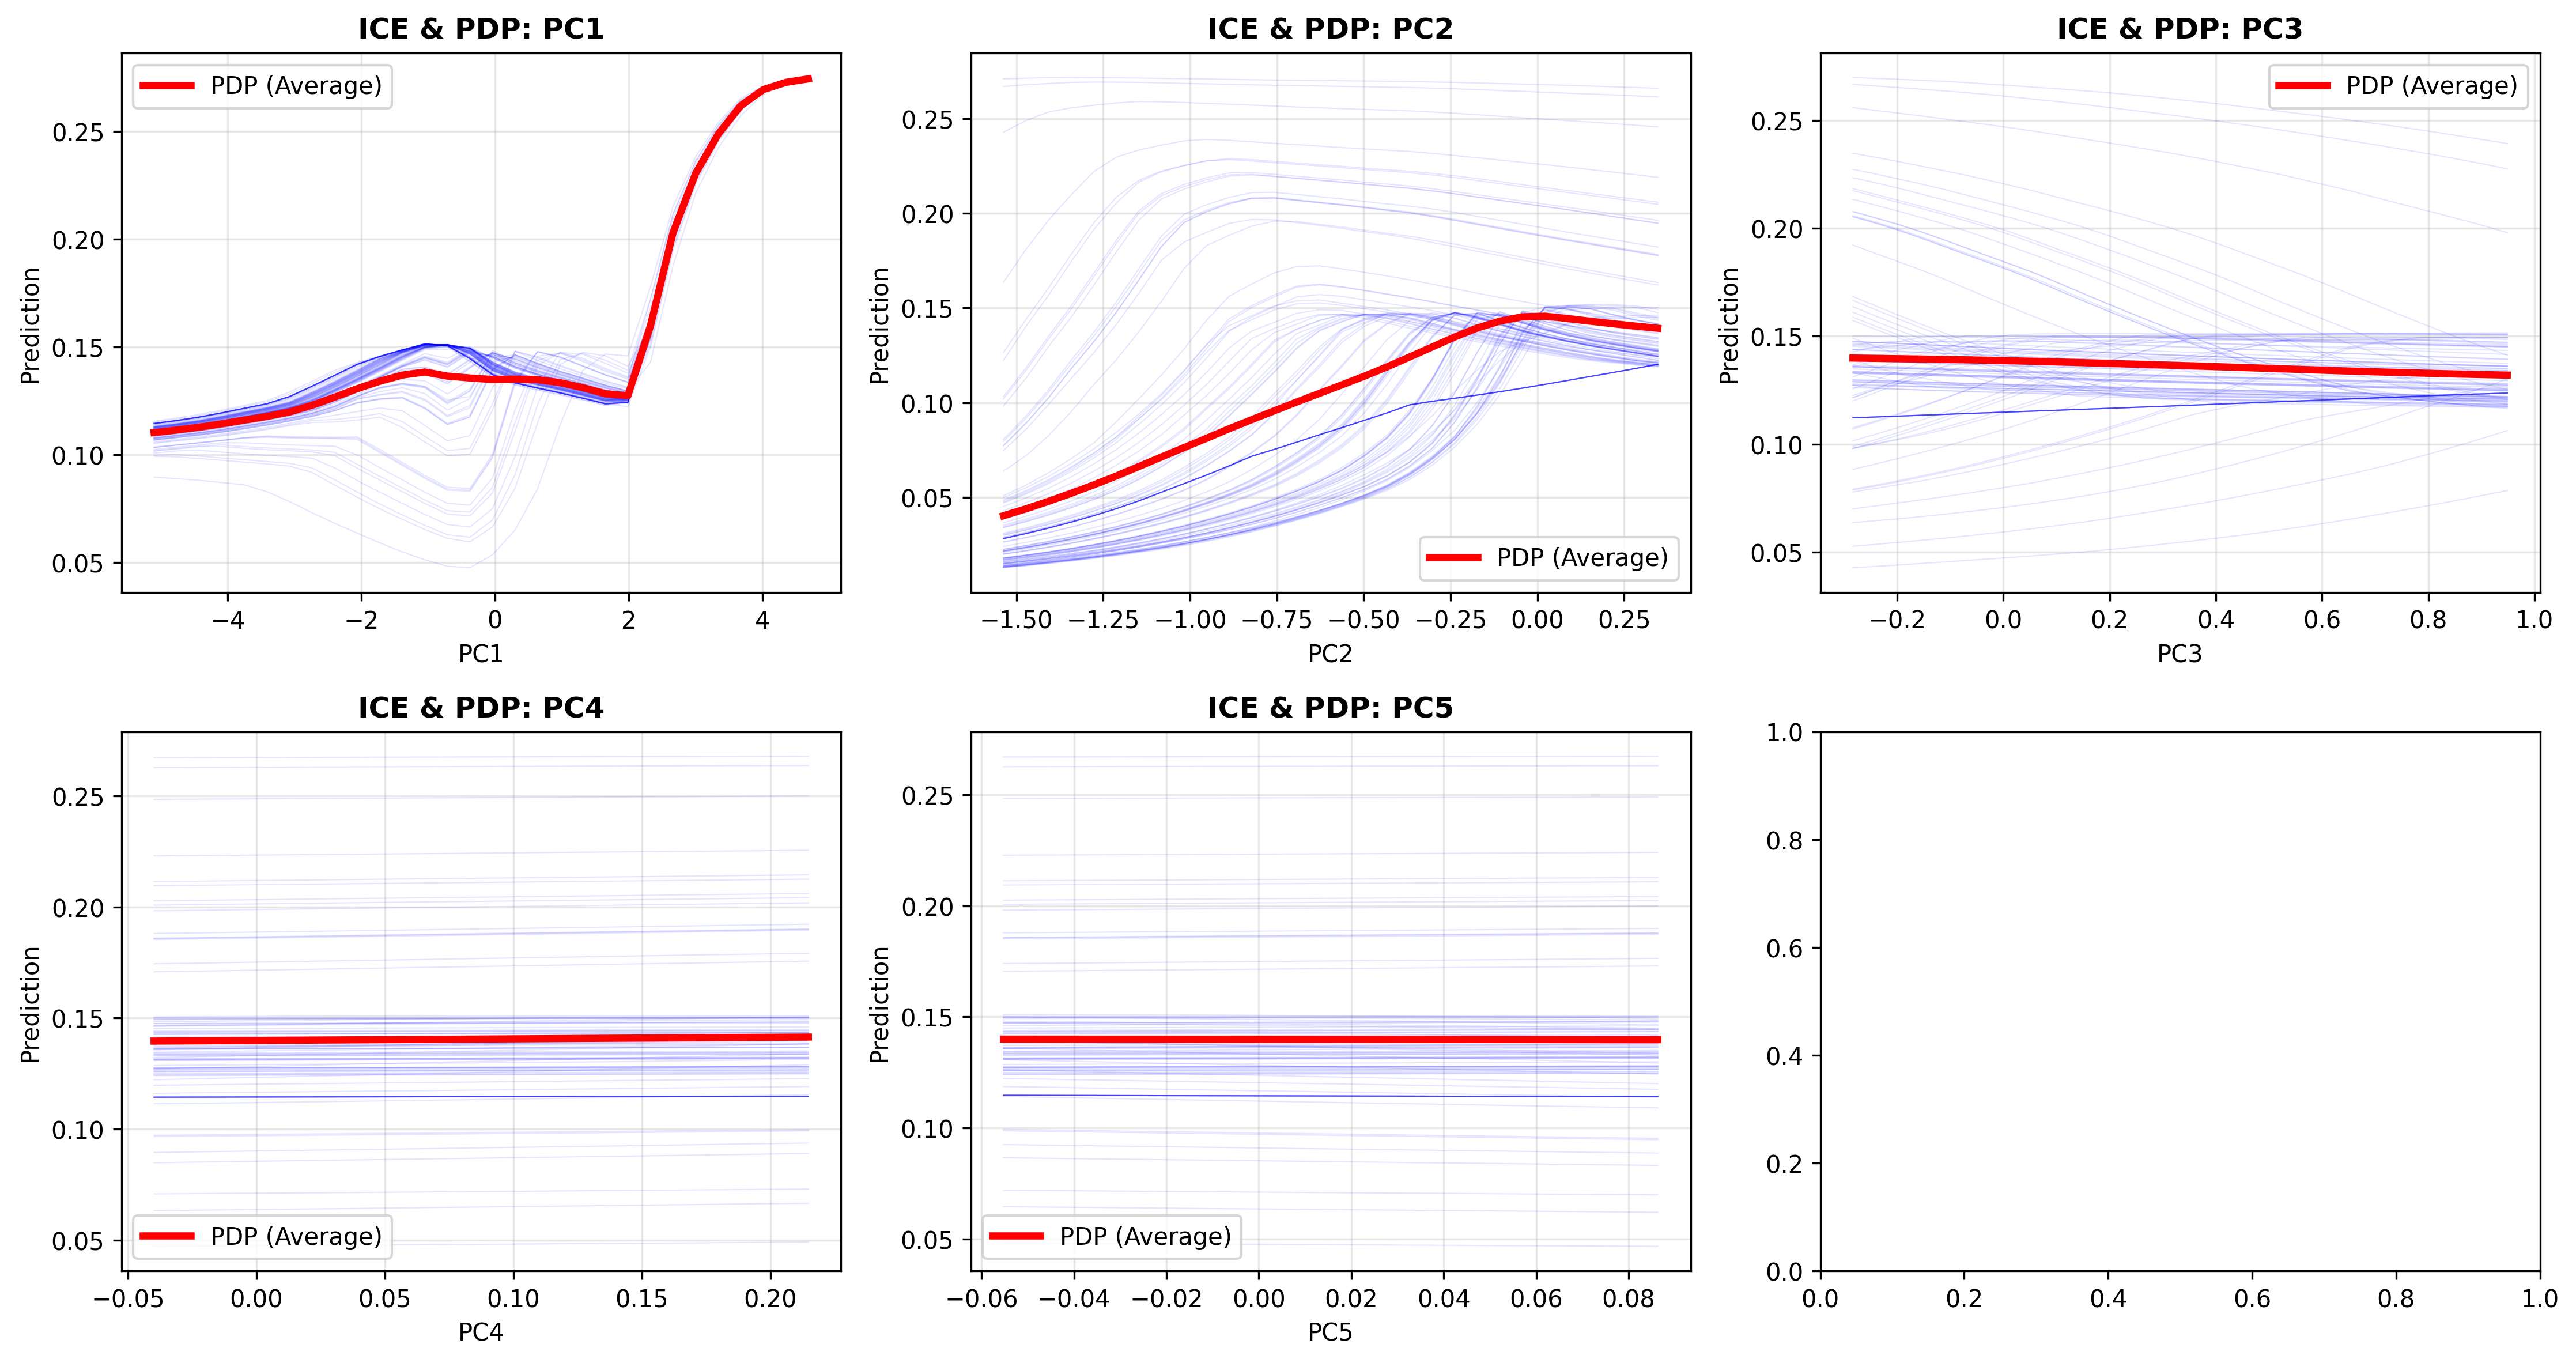 ICE & PDP: PC1
PDP (Average)
0.25
0.20
0.15
0.10
0.05
Prediction
−4 −2 0 2 4
PC1
ICE & PDP: PC2
0.25
0.20
0.15
0.10
0.05
Prediction
PDP (Average)
−1.50 −1.25 −1.00 −0.75 −0.50 −0.25 0.00 0.25
PC2
ICE & PDP: PC3
PDP (Average)
0.25
0.20
0.15
0.10
0.05
Prediction
−0.2 0.0 0.2 0.4 0.6 0.8 1.0
PC3
ICE & PDP: PC4
0.25
0.20
0.15
0.10
0.05
Prediction
PDP (Average)
−0.05 0.00 0.05 0.10 0.15 0.20
PC4
ICE & PDP: PC5
0.25
0.20
0.15
0.10
0.05
Prediction
PDP (Average)
−0.06 −0.04 −0.02 0.00 0.02 0.04 0.06 0.08
PC5
1.0
0.8
0.6
0.4
0.2
0.0
0.0 0.2 0.4 0.6 0.8 1.0